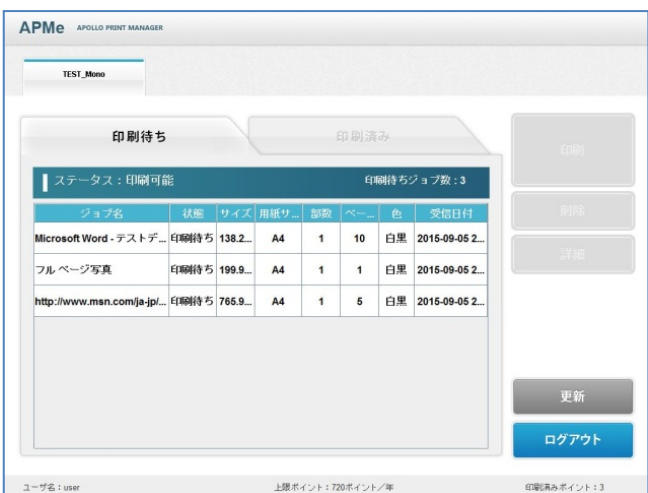 APMe APOLLO PRINT MANAGER
TEST_Mono
印刷待ち 印刷済み
印刷
ステータス：印刷可能 印刷待ちジョブ数：3
削除
ジョブ名 状態 サイズ 用紙サ... 部数 ペー... 色 受信日付
Microsoft Word - テストデ... 印刷待ち 138.2... A4 1 10 白黒 2015-09-05 2...
詳細
フル ページ写真 印刷待ち 199.9... A4 1 1 白黒 2015-09-05 2...
http://www.msn.com/ja-jp/... 印刷待ち 765.9... A4 1 5 白黒 2015-09-05 2...
更新
ログアウト
ユーザ名：user 上限ポイント：720ポイント／年 印刷済みポイント：3